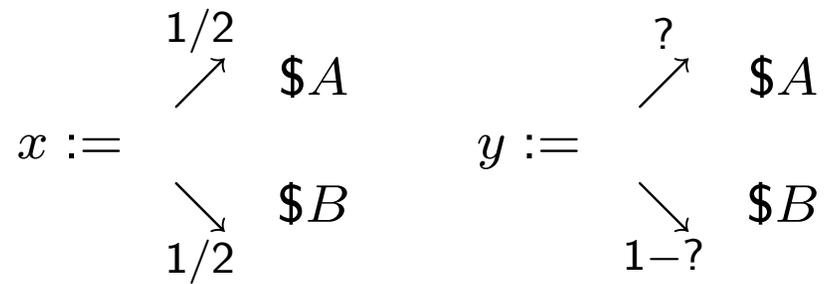 1/2 ?
$A $A
x := y :=
$B $B
1/2 1−?